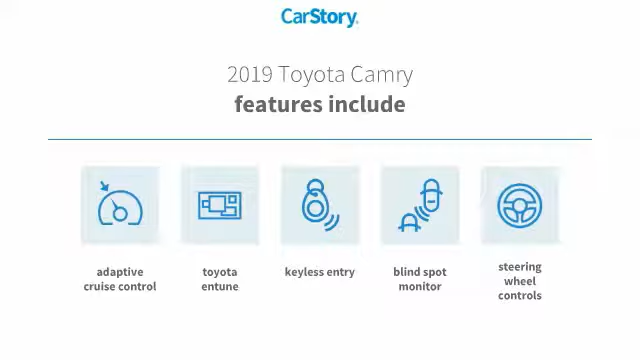 CarStory.
2019 Toyota Camry
features include
adaptive
cruise control
toyota
entune
keyless entry
blind spot
monitor
steering
wheel
controls